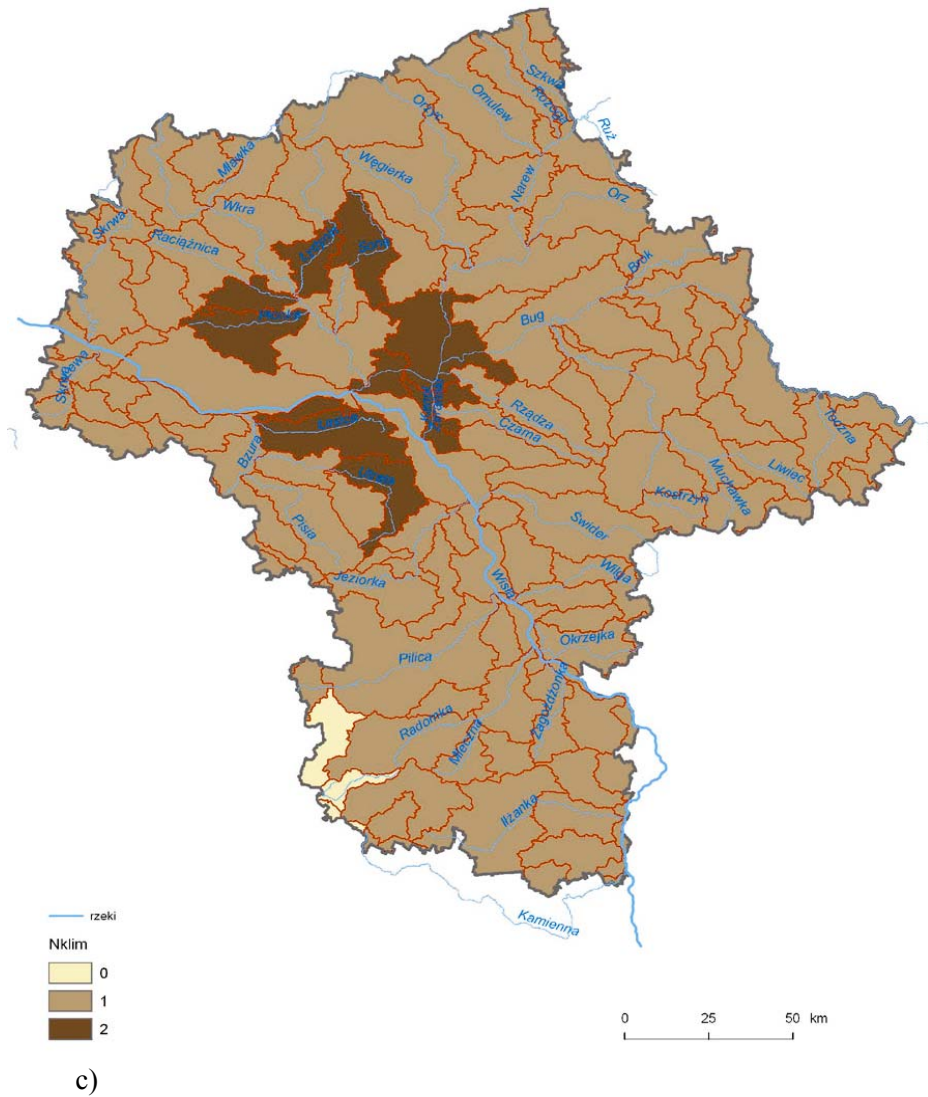 Szkwa
Rozoga
Omulew
Orzyc
Ruż
Mławka
Węgierka
Narew
Orz
Wkra
Skrwa
Raciążnica
Sona
Brok
Bug
Rządza
Czarna
Bzura
Toczna
Liwiec
Muchawka
Kostrzyń
Pisia
Świder
Jeziorka
Wilga
Wisła
Okrzejka
Pilica
Zagożdżonka
Radomka
Mleczna
Iłżanka
Kamienna
rzeki
Nklim
0
1
2
0 25 50 km
c)